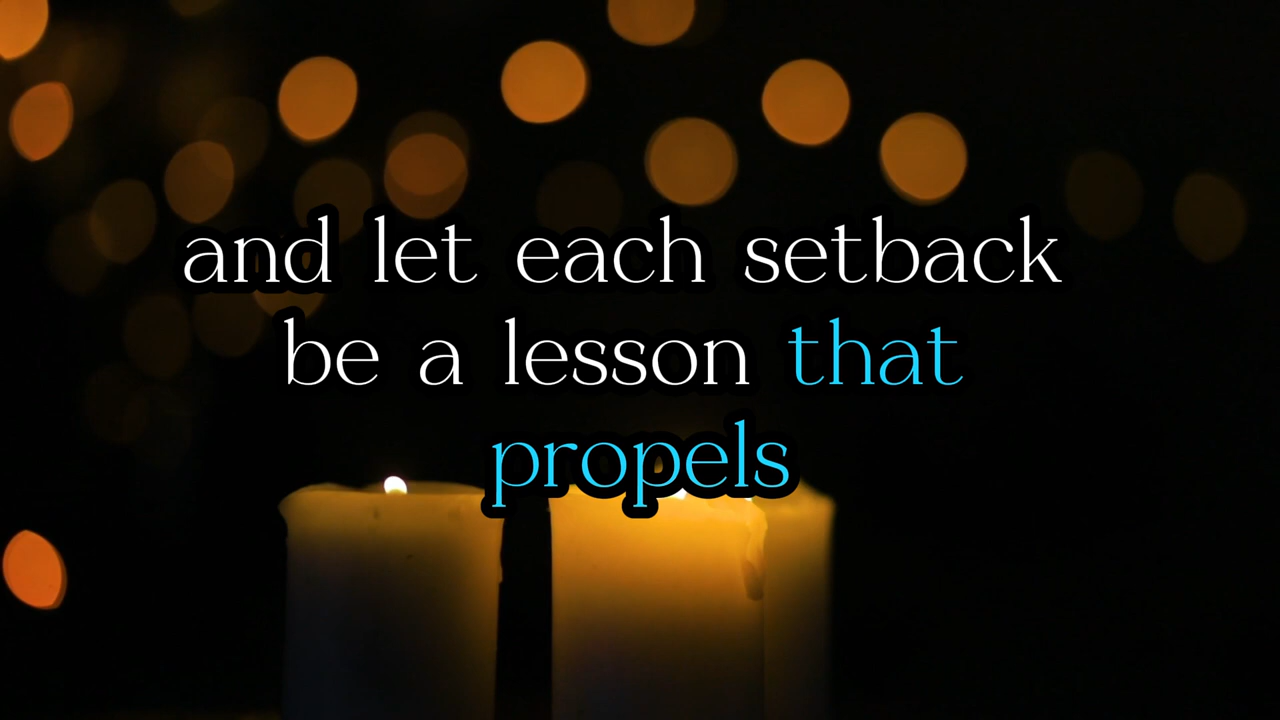 and let each setback
be a lesson that
propels